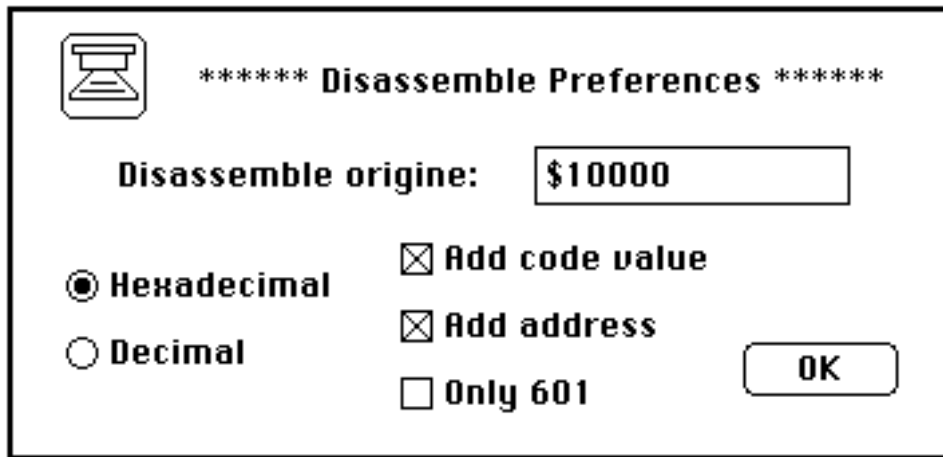 ****** Disassemble Preferences ******
Disassemble origine: $10000
Hexadecimal
Decimal
Add code value
Add address
Only 601
OK